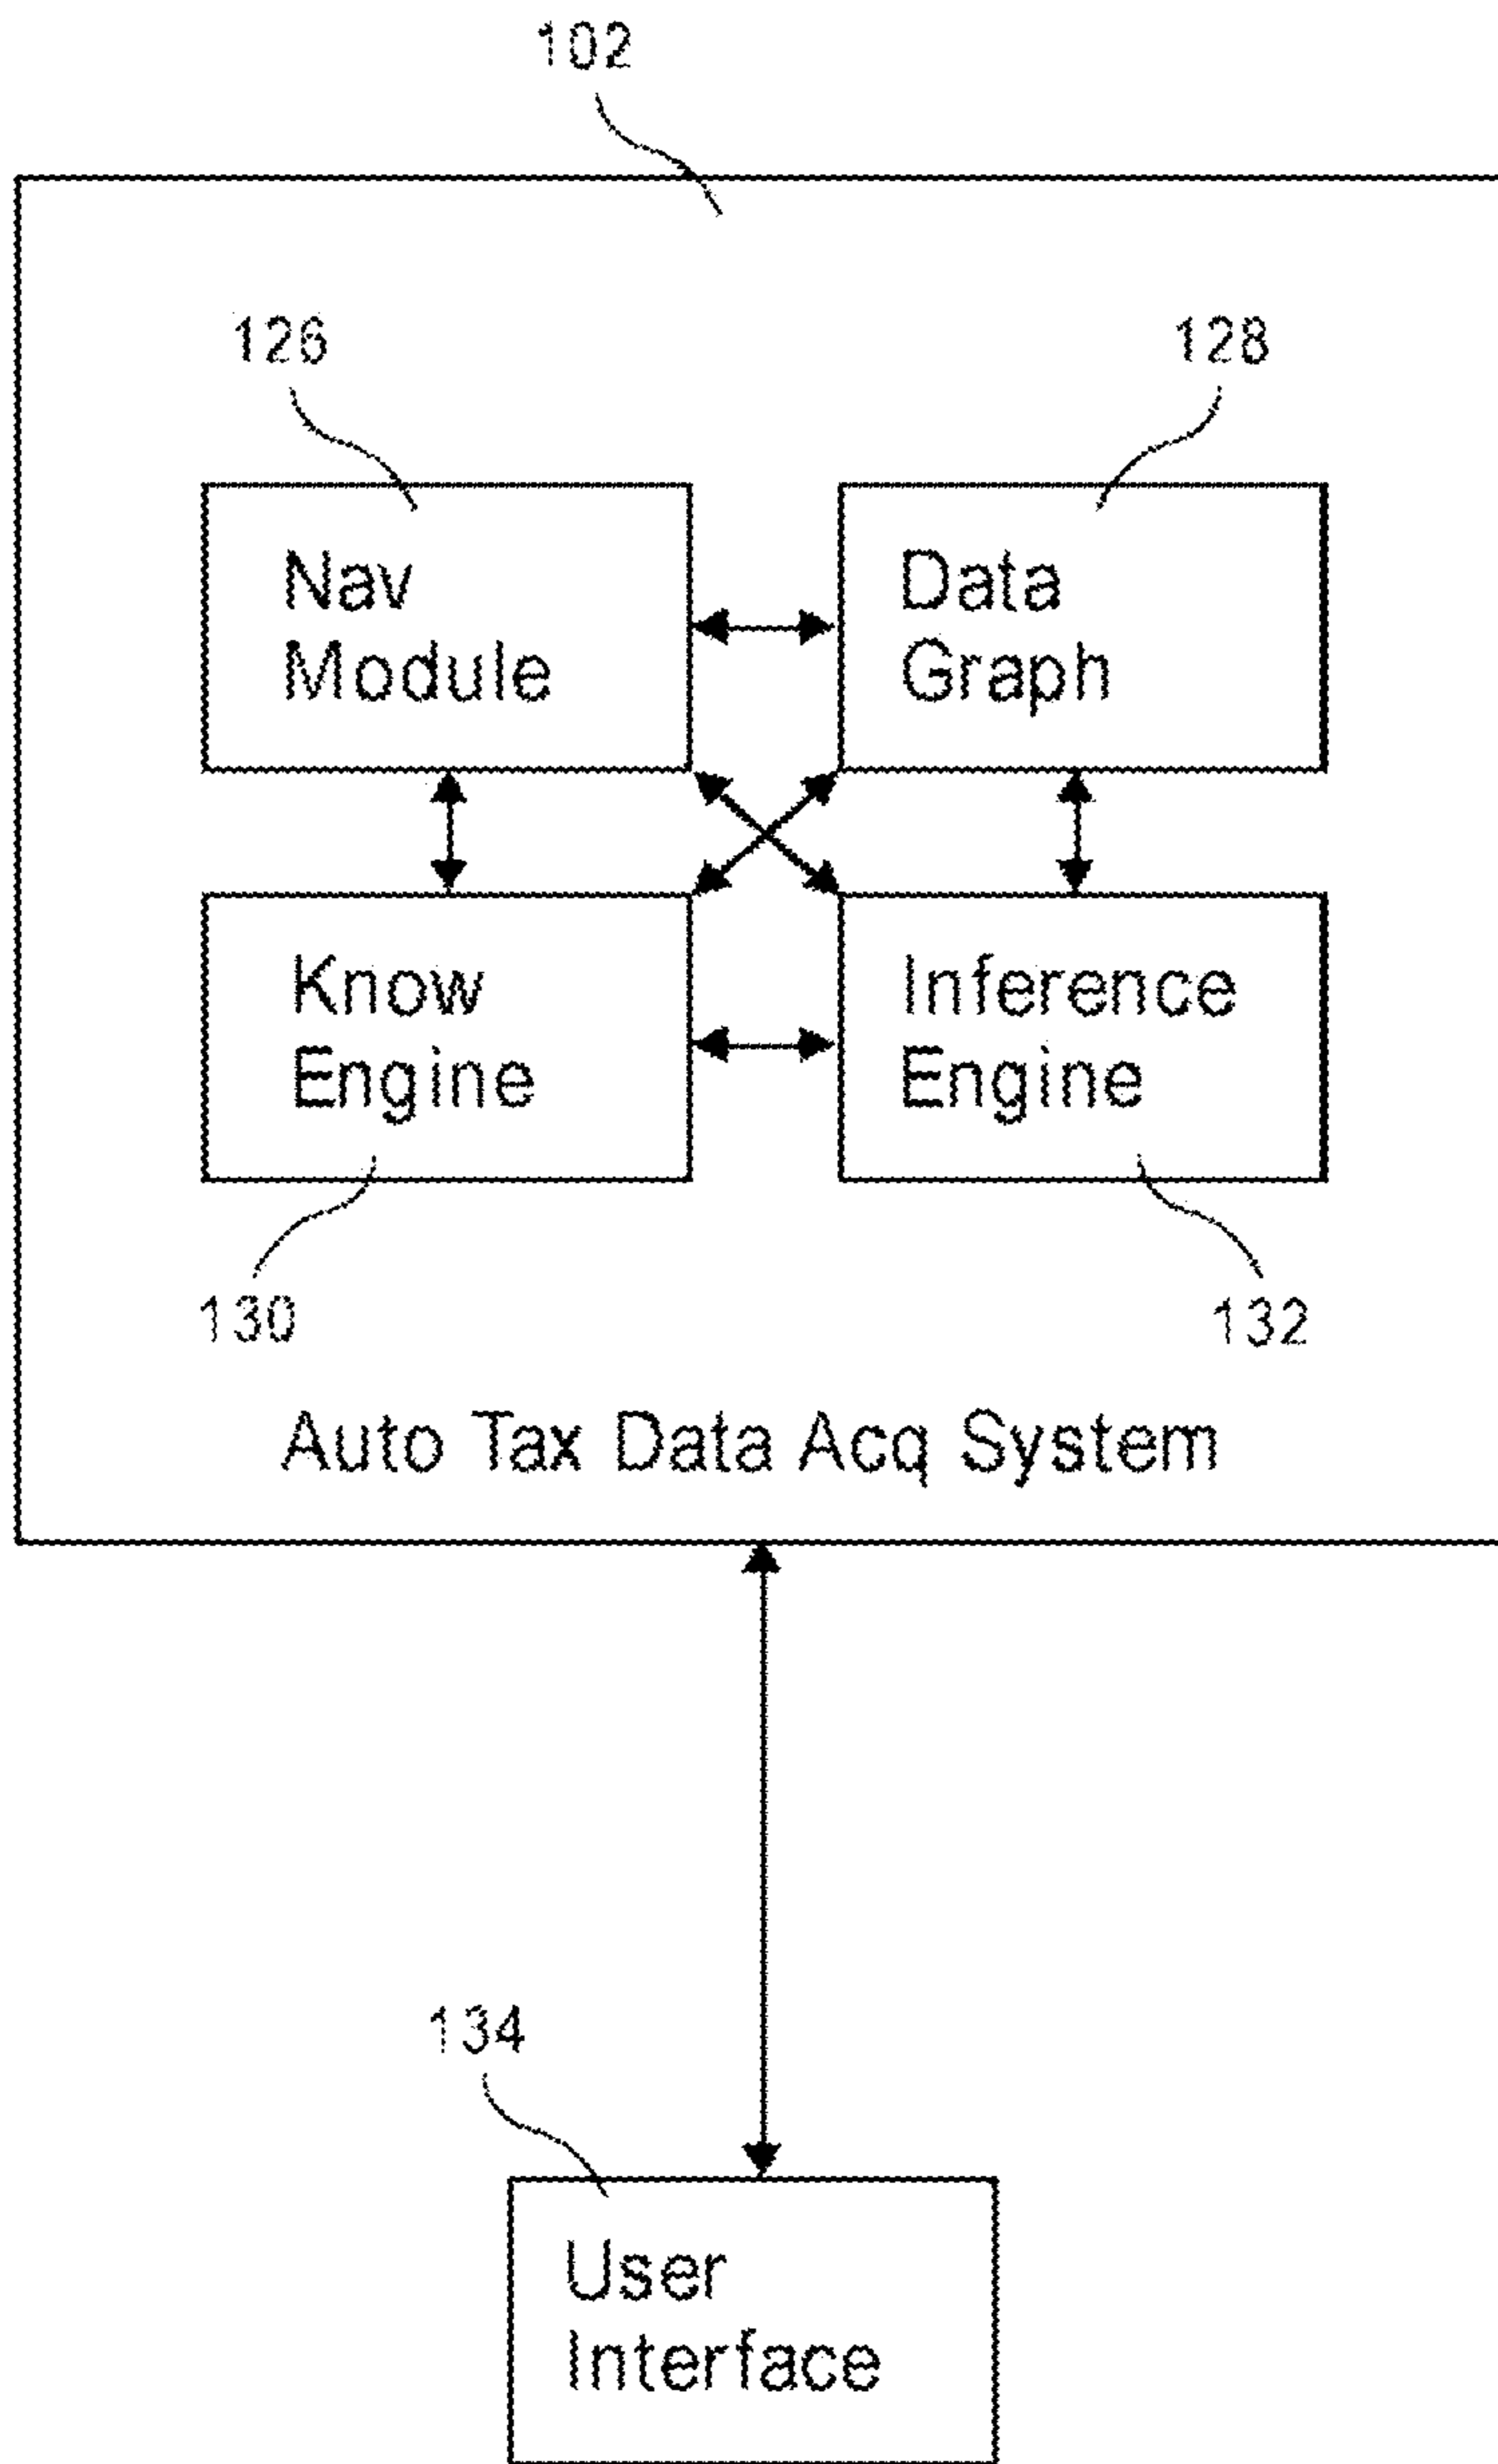 102
126
128
Nav
Module
Data
Graph
Know
Engine
Inference
Engine
130
132
Auto Tax Data Acq System
134
User
Interface